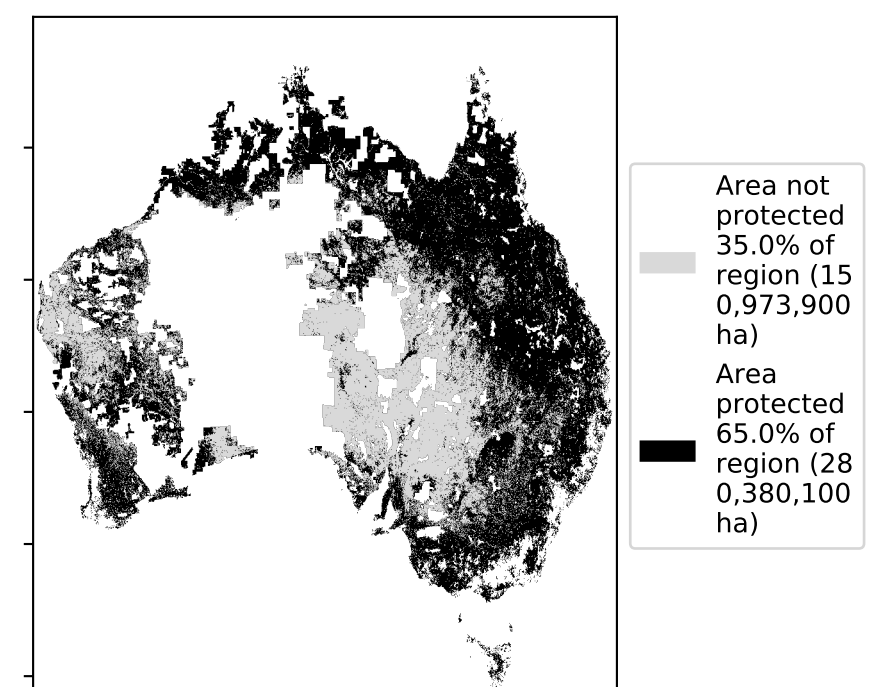 Area not
protected
35.0% of
region (15
0,973,900
ha)
Area
protected
65.0% of
region (28
0,380,100
ha)